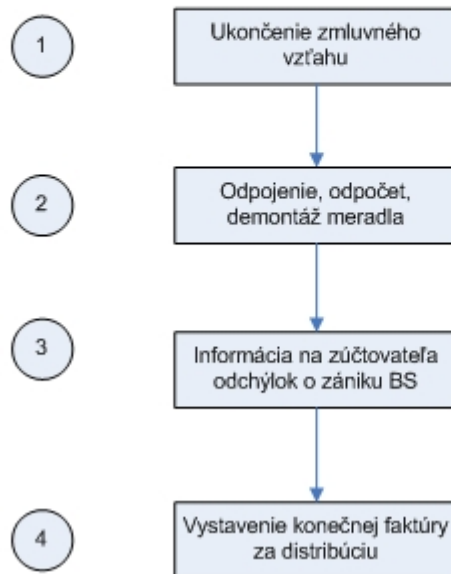 1
Ukončenie zmluvného
vzťahu
2
Odpojenie, odpočet,
demontáž meradla
3
Informácia na zúčtovateľa
odchýlok o zániku BS
4
Vystavenie konečnej faktúry
za distribúciu